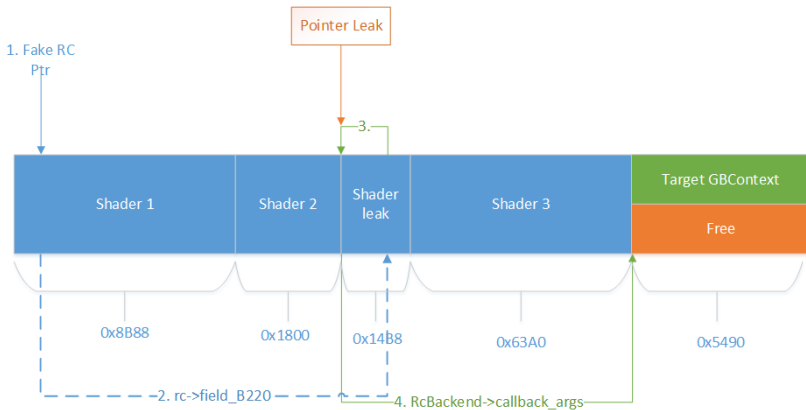 Pointer Leak
1. Fake RC
Ptr
3.
Shader 1
Shader 2
Shader
leak
Shader 3
Target GBContext
Free
0x8B88
0x1800
0x14B8
0x63A0
0x5490
2. rc->field_B220
4. RcBackend->callback_args